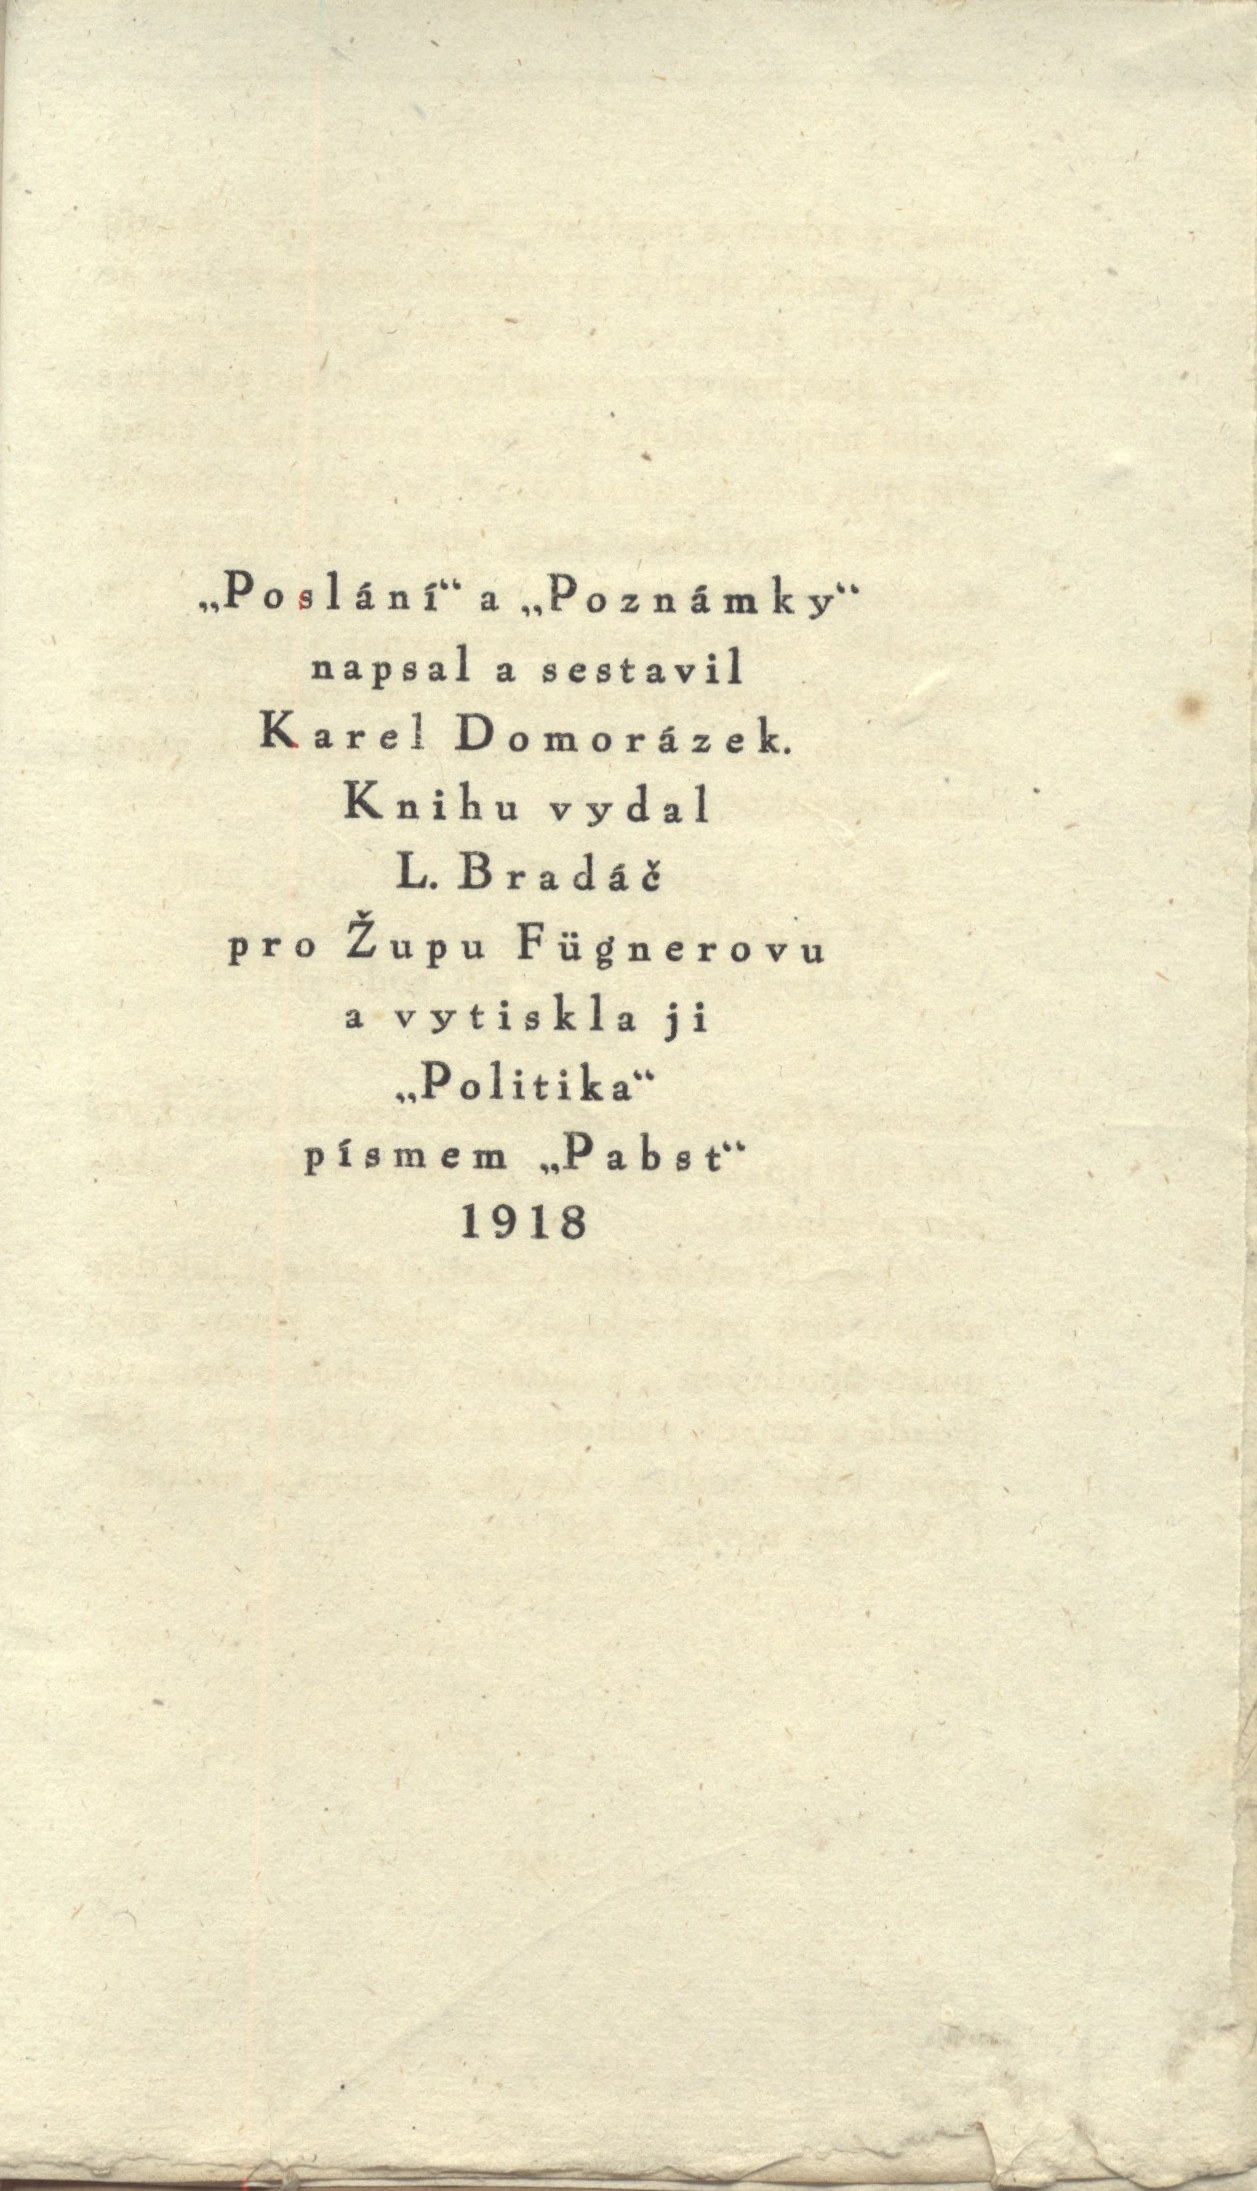 „Poslání“ a „Poznámky“
napsal a sestavil
Karel Domorázek.
Knihu vydal
L. Bradáč
pro Župu Fügnerovu
a vytiskla ji
„Politika“
písmem „Pabst“
1918